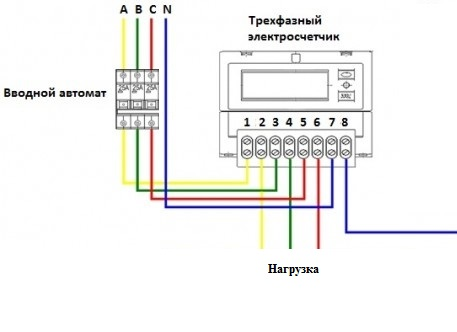 A B C N
Трехфазный
электросчетчик
Вводной автомат
25A 25A 25A
1 2 3 4 5 6 7 8
Нагрузка